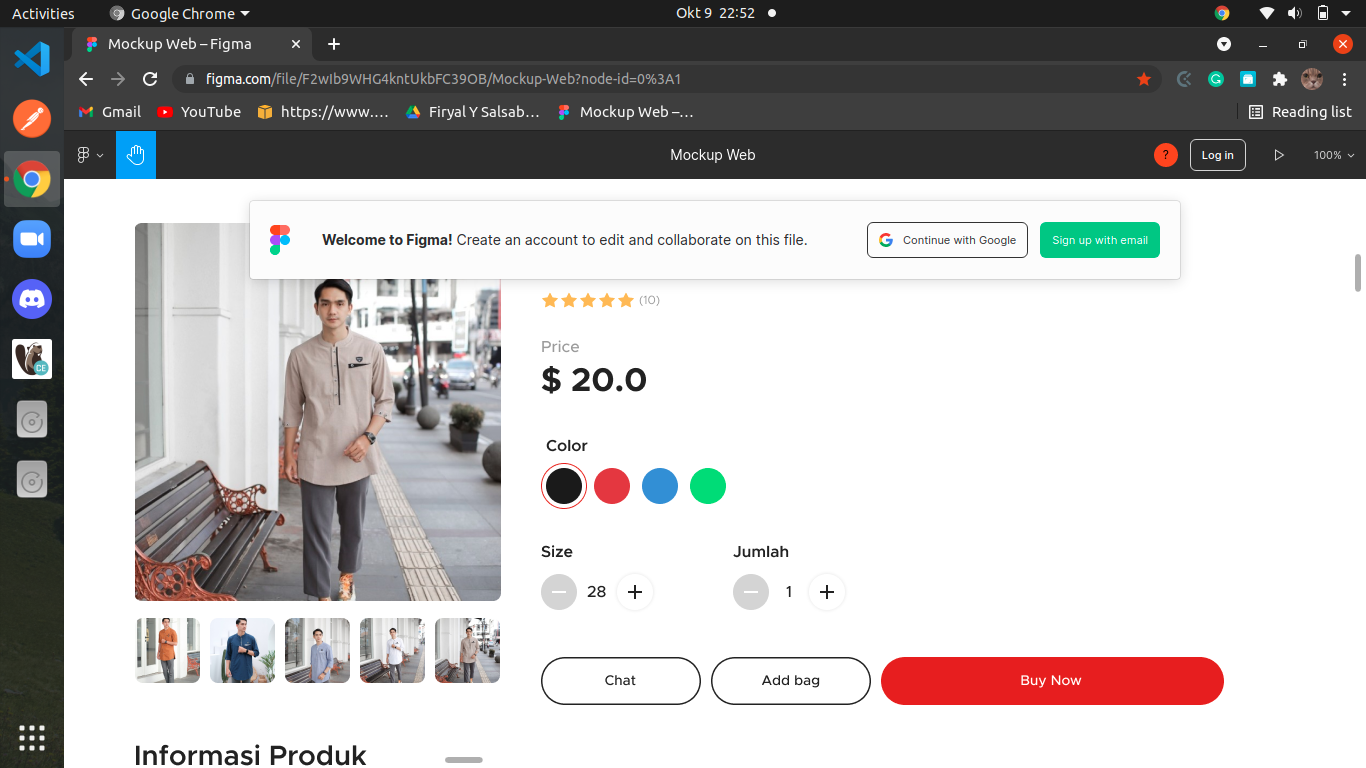 Activities Google Chrome Okt 9 22:52
Mockup Web – Figma
figma.com/file/F2wIb9WHG4kntUkbFC39OB/Mockup-Web?node-id=0%3A1
Gmail YouTube https://www.... Firyal Y Salsab... Mockup Web –... Reading list
Mockup Web ? Log in 100%
Welcome to Figma! Create an account to edit and collaborate on this file. Continue with Google Sign up with email
(10)
Price
$ 20.0
Color
Size Jumlah
28 1
Chat Add bag Buy Now
Informasi Produk
CE